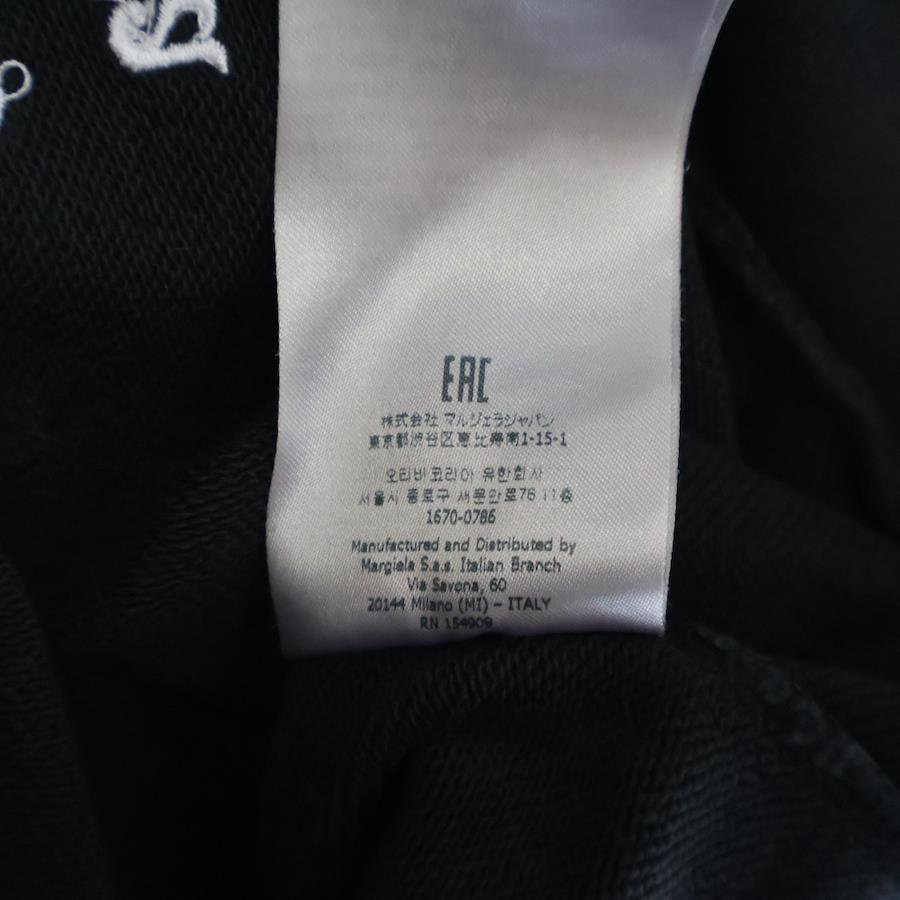 EAC
株式会社 マルジェラジャパン
東京都渋谷区恵比寿南1-15-1
오티비코리아 유한회사
서울시 종로구 새문안로76 11층
1670-0786
Manufactured and Distributed by
Margiela S.a.s. Italian Branch
Via Savona, 60
20144 Milano (MI) - ITALY
RN 154909